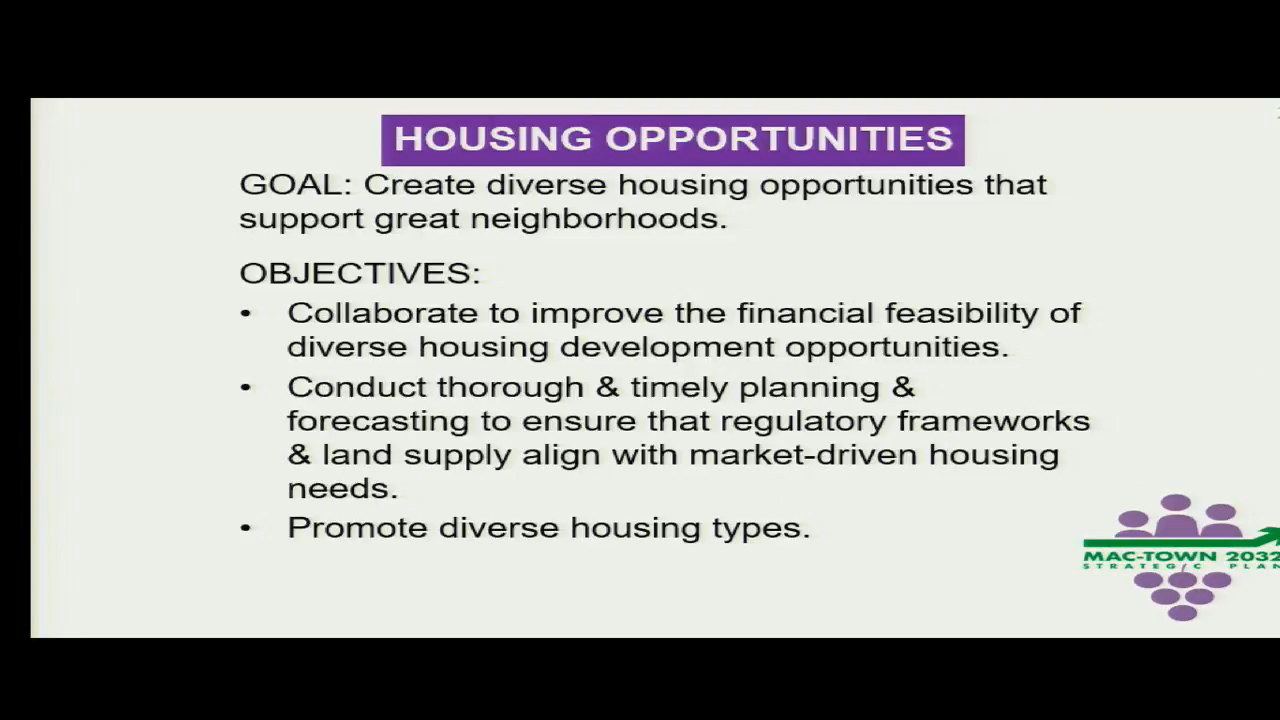 HOUSING OPPORTUNITIES
GOAL: Create diverse housing opportunities that
support great neighborhoods.
OBJECTIVES:
• Collaborate to improve the financial feasibility of
diverse housing development opportunities.
• Conduct thorough & timely planning &
forecasting to ensure that regulatory frameworks
& land supply align with market-driven housing
needs.
• Promote diverse housing types.
MAC-TOWN 2032
STRATEGIC PLAN